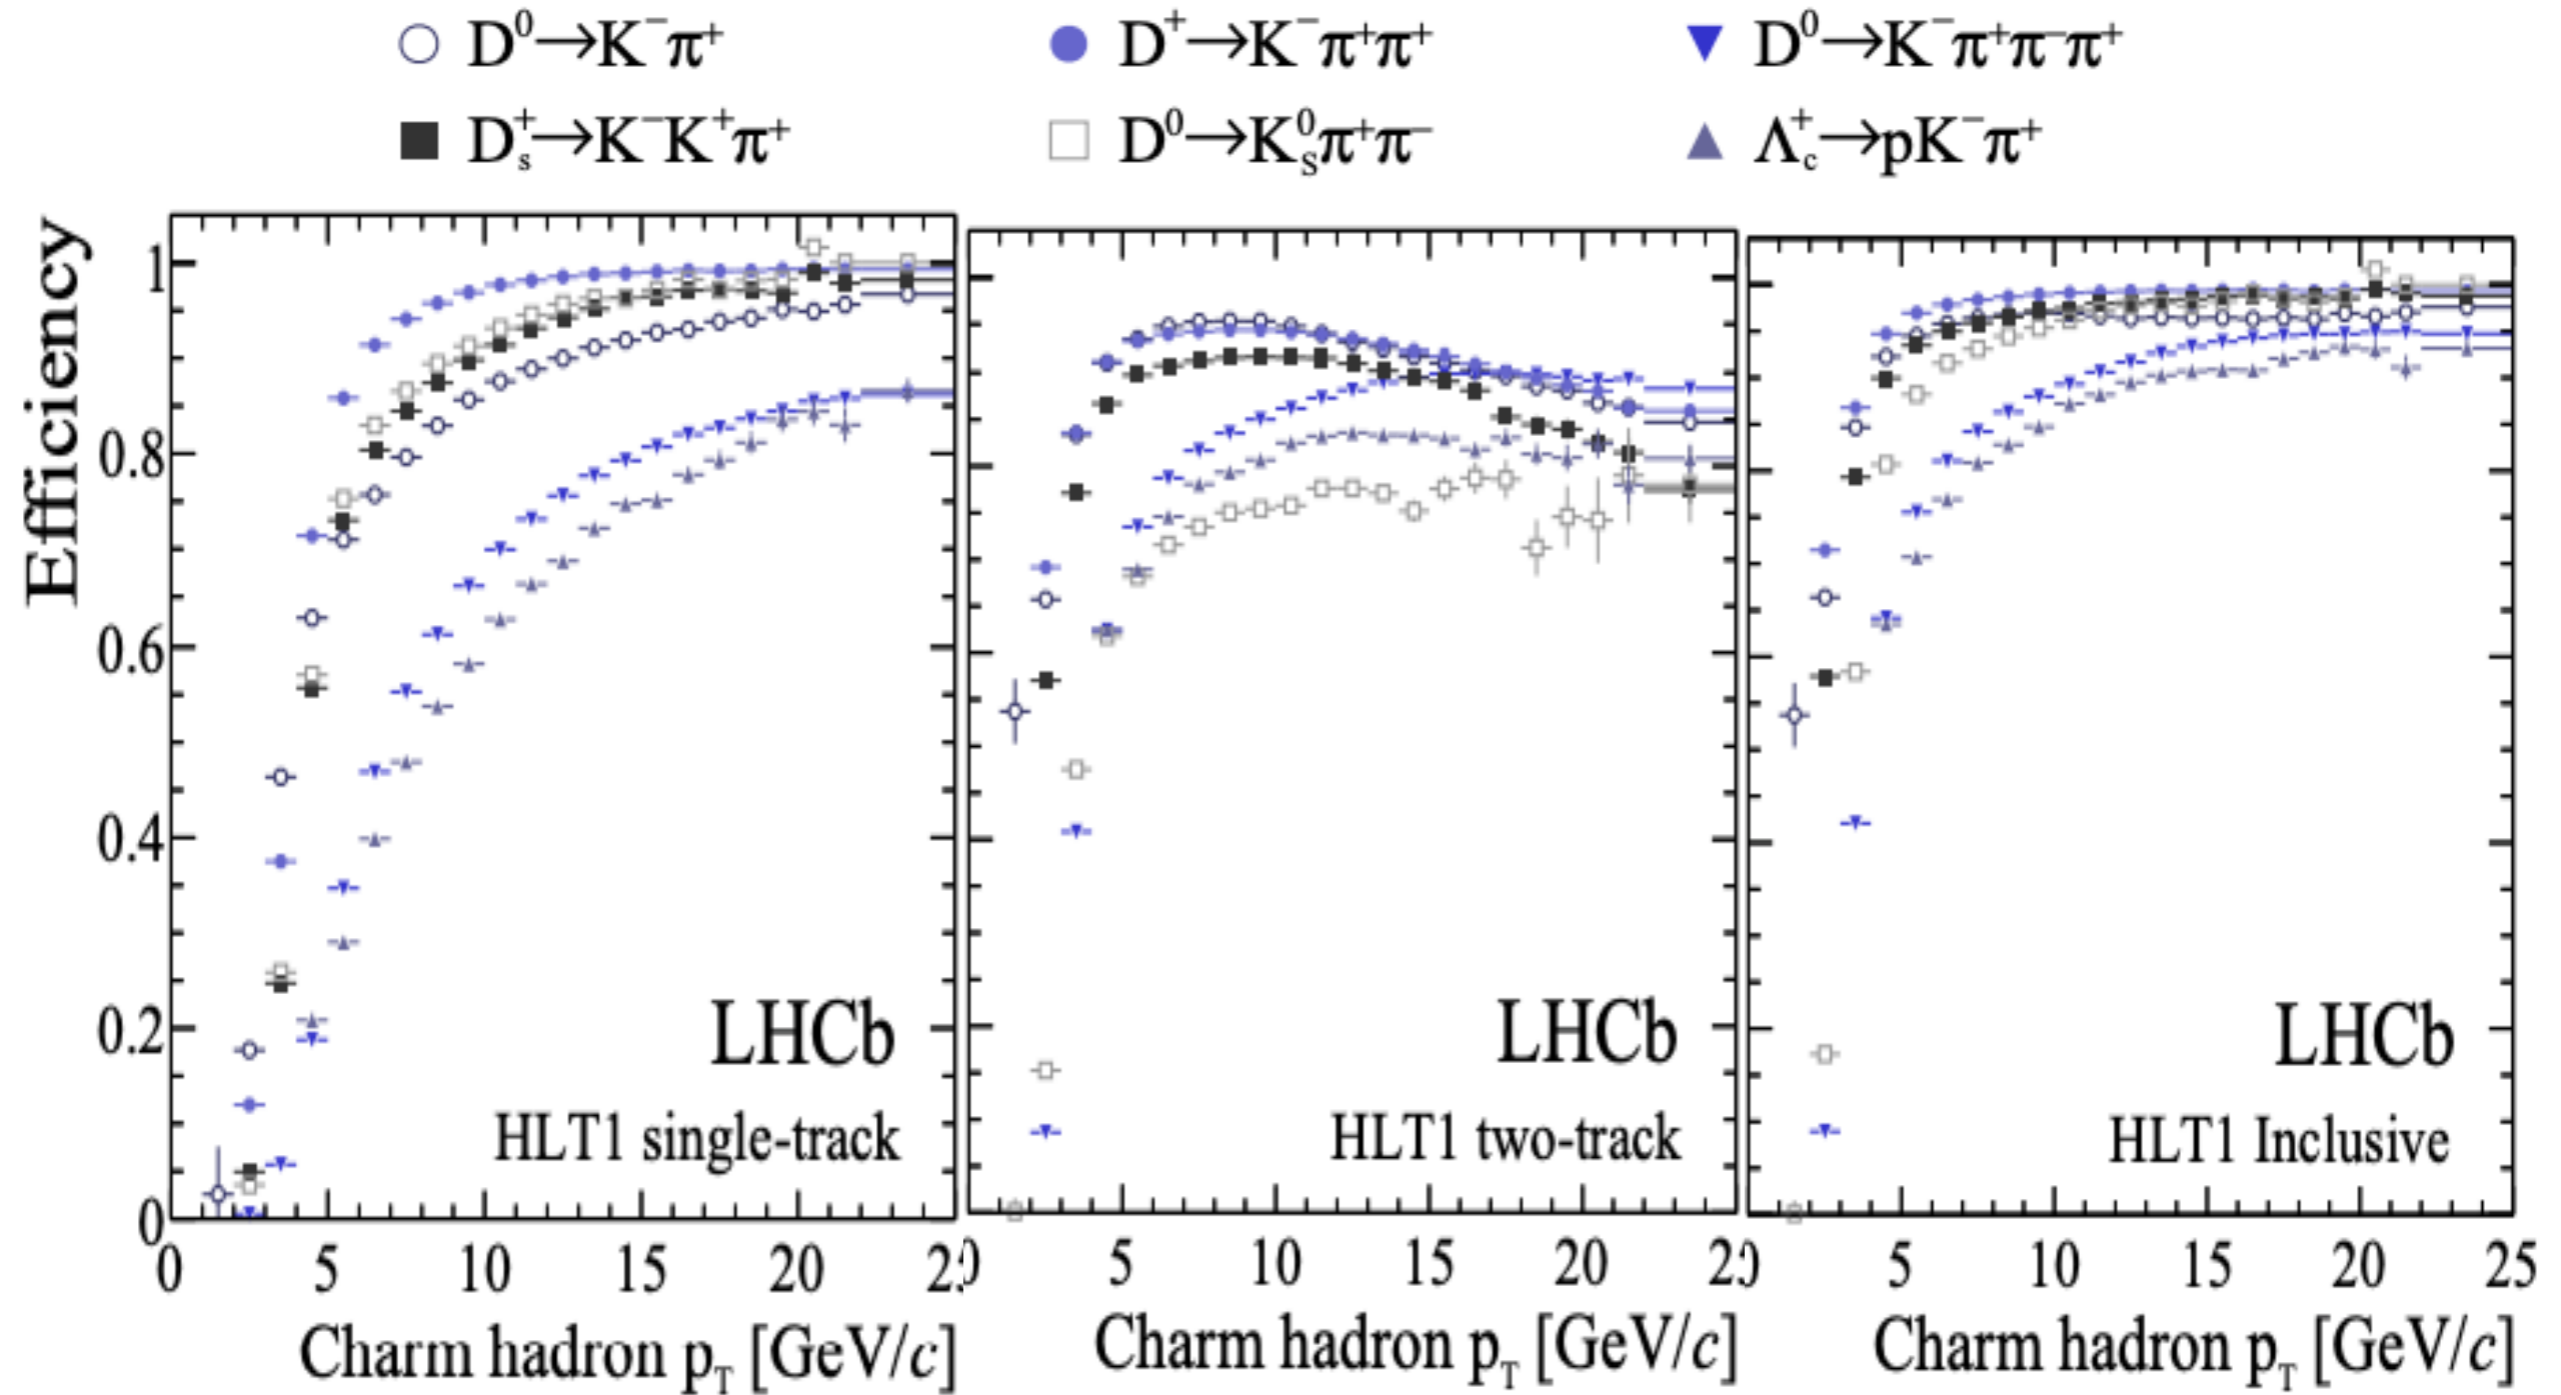 D⁰→K⁻π⁺ D⁺→K⁻π⁺π⁺ D⁰→K⁻π⁺π⁻π⁺
Dₛ⁺→K⁻K⁺π⁺ D⁰→K⁰ₛπ⁺π⁻ Λ꜀⁺→pK⁻π⁺
Efficiency
1
0.8
0.6
0.4
0.2
0
LHCb
HLT1 single-track
0 5 10 15 20
Charm hadron p_T [GeV/c]
LHCb
HLT1 two-track
5 10 15 20
Charm hadron p_T [GeV/c]
LHCb
HLT1 Inclusive
5 10 15 20 25
Charm hadron p_T [GeV/c]